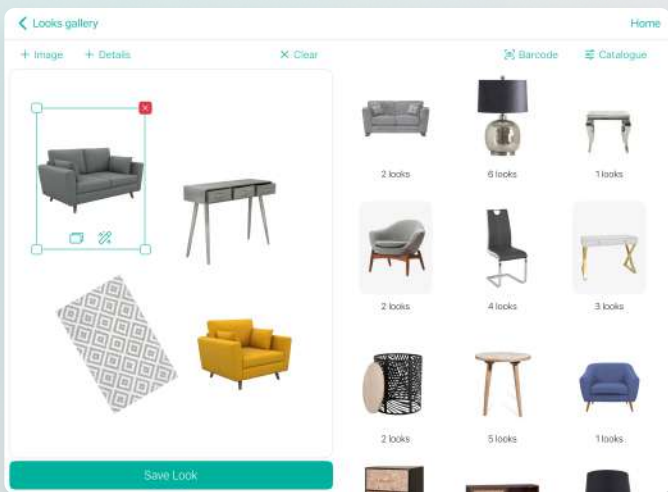 Looks gallery
Home
+ Image
+ Details
× Clear
Barcode
Catalogue
2 looks
6 looks
1 looks
2 looks
4 looks
3 looks
2 looks
5 looks
1 looks
Save Look